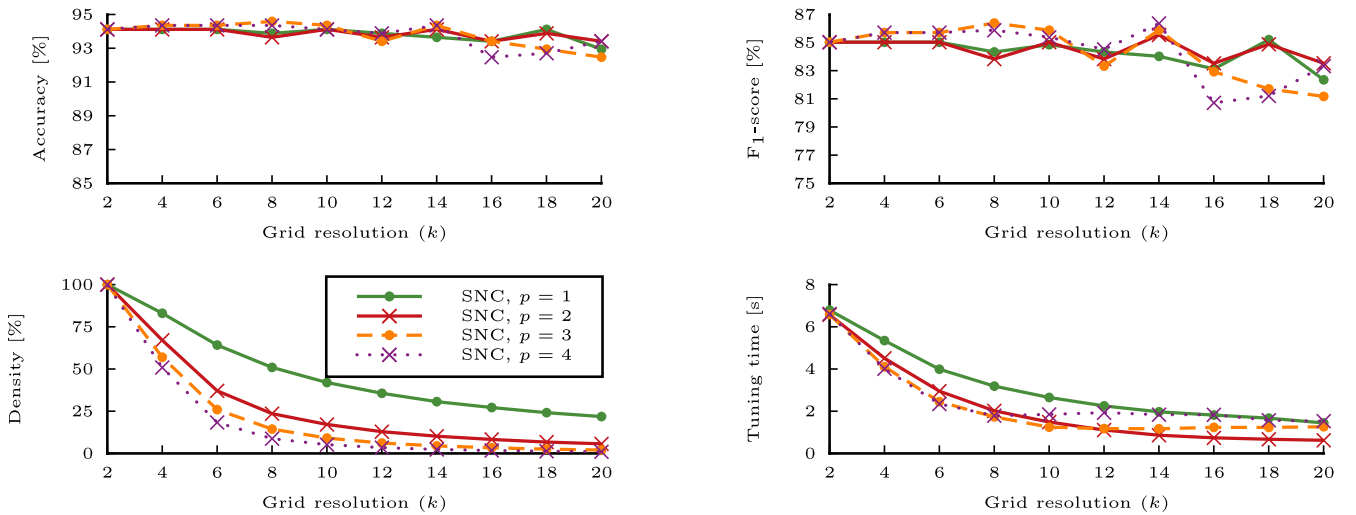 Accuracy [%]
95
93
91
89
87
85
2 4 6 8 10 12 14 16 18 20
Grid resolution (k)
F1-score [%]
87
85
83
81
79
77
75
2 4 6 8 10 12 14 16 18 20
Grid resolution (k)
Density [%]
100
75
50
25
0
2 4 6 8 10 12 14 16 18 20
Grid resolution (k)
SNC, p = 1
SNC, p = 2
SNC, p = 3
SNC, p = 4
Tuning time [s]
8
6
4
2
0
2 4 6 8 10 12 14 16 18 20
Grid resolution (k)